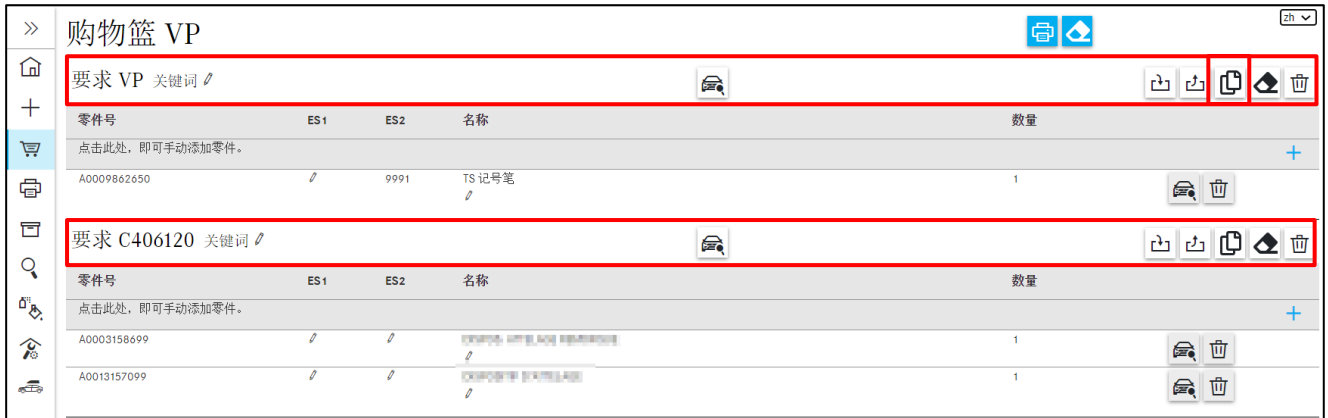 zh
购物篮 VP
要求 VP 关键词
零件号 ES1 ES2 名称 数量
点击此处，即可手动添加零件。
A0009862650 9991 TS 记号笔 1
要求 C406120 关键词
零件号 ES1 ES2 名称 数量
点击此处，即可手动添加零件。
A0003158699 1
A0013157099 1